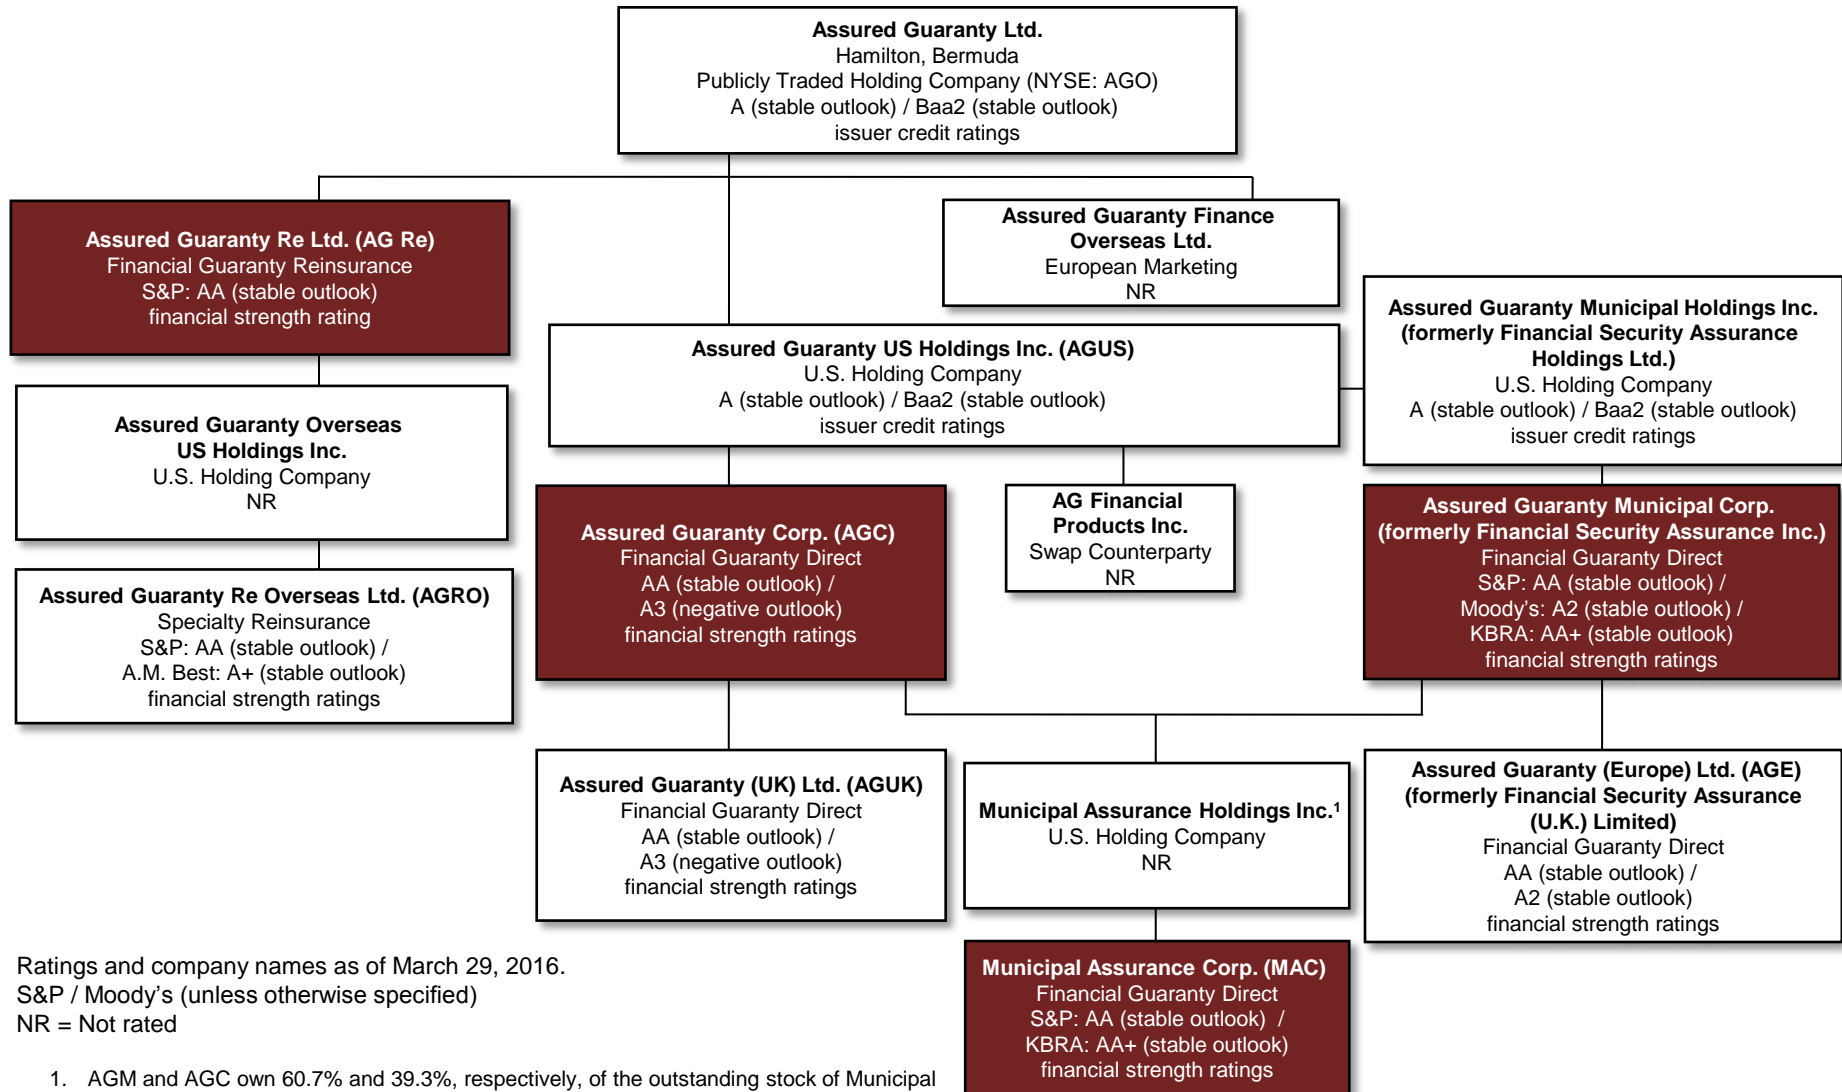 Assured Guaranty Ltd.
Hamilton, Bermuda
Publicly Traded Holding Company (NYSE: AGO)
A (stable outlook) / Baa2 (stable outlook)
issuer credit ratings
Assured Guaranty Re Ltd. (AG Re)
Financial Guaranty Reinsurance
S&P: AA (stable outlook)
financial strength rating
Assured Guaranty Finance
Overseas Ltd.
European Marketing
NR
Assured Guaranty US Holdings Inc. (AGUS)
U.S. Holding Company
A (stable outlook) / Baa2 (stable outlook)
issuer credit ratings
Assured Guaranty Municipal Holdings Inc.
(formerly Financial Security Assurance
Holdings Ltd.)
U.S. Holding Company
A (stable outlook) / Baa2 (stable outlook)
issuer credit ratings
Assured Guaranty Overseas
US Holdings Inc.
U.S. Holding Company
NR
Assured Guaranty Corp. (AGC)
Financial Guaranty Direct
AA (stable outlook) /
A3 (negative outlook)
financial strength ratings
AG Financial
Products Inc.
Swap Counterparty
NR
Assured Guaranty Municipal Corp.
(formerly Financial Security Assurance Inc.)
Financial Guaranty Direct
S&P: AA (stable outlook) /
Moody’s: A2 (stable outlook) /
KBRA: AA+ (stable outlook)
financial strength ratings
Assured Guaranty Re Overseas Ltd. (AGRO)
Specialty Reinsurance
S&P: AA (stable outlook) /
A.M. Best: A+ (stable outlook)
financial strength ratings
Assured Guaranty (UK) Ltd. (AGUK)
Financial Guaranty Direct
AA (stable outlook) /
A3 (negative outlook)
financial strength ratings
Municipal Assurance Holdings Inc.¹
U.S. Holding Company
NR
Assured Guaranty (Europe) Ltd. (AGE)
(formerly Financial Security Assurance
(U.K.) Limited)
Financial Guaranty Direct
AA (stable outlook) /
A2 (stable outlook)
financial strength ratings
Municipal Assurance Corp. (MAC)
Financial Guaranty Direct
S&P: AA (stable outlook) /
KBRA: AA+ (stable outlook)
financial strength ratings
Ratings and company names as of March 29, 2016.
S&P / Moody’s (unless otherwise specified)
NR = Not rated
1. AGM and AGC own 60.7% and 39.3%, respectively, of the outstanding stock of Municipal